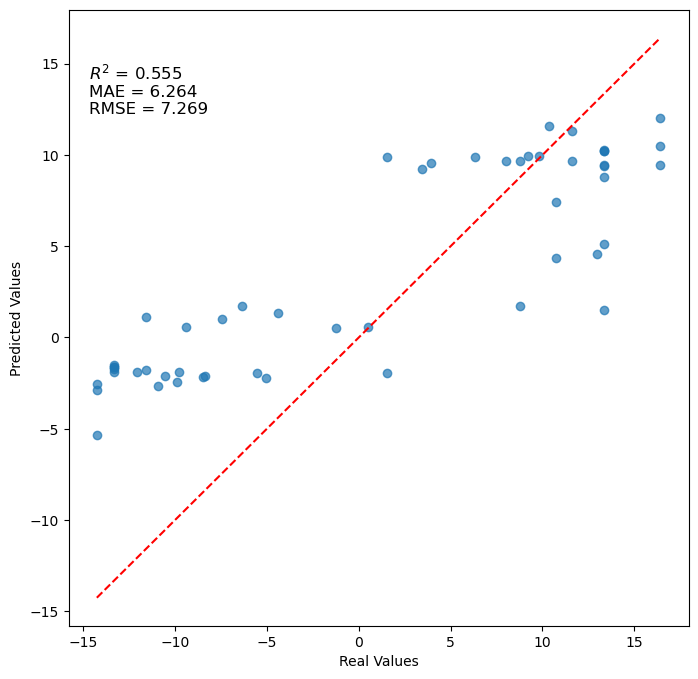 R² = 0.555
MAE = 6.264
RMSE = 7.269
15
10
5
0
−5
−10
−15
Predicted Values
−15 −10 −5 0 5 10 15
Real Values